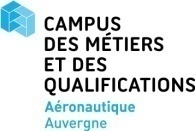 CAMPUS
DES MÉTIERS
ET DES
QUALIFICATIONS
Aéronautique
Auvergne